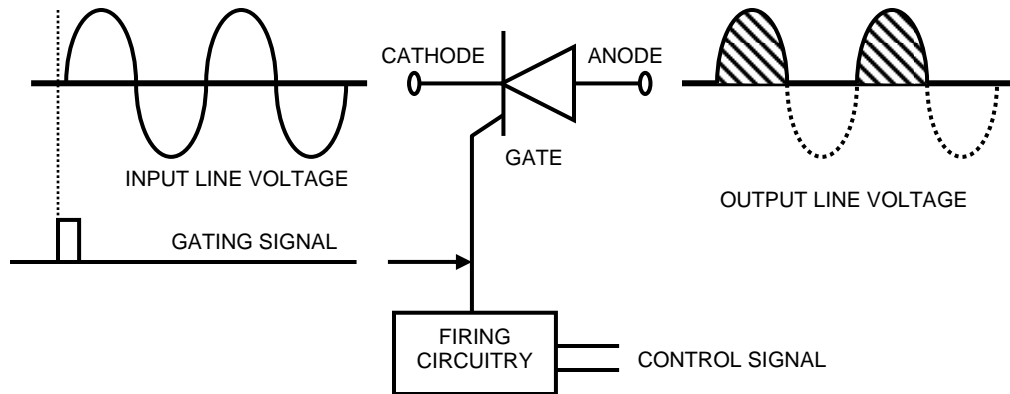 CATHODE
ANODE
GATE
INPUT LINE VOLTAGE
OUTPUT LINE VOLTAGE
GATING SIGNAL
FIRING
CIRCUITRY
CONTROL SIGNAL